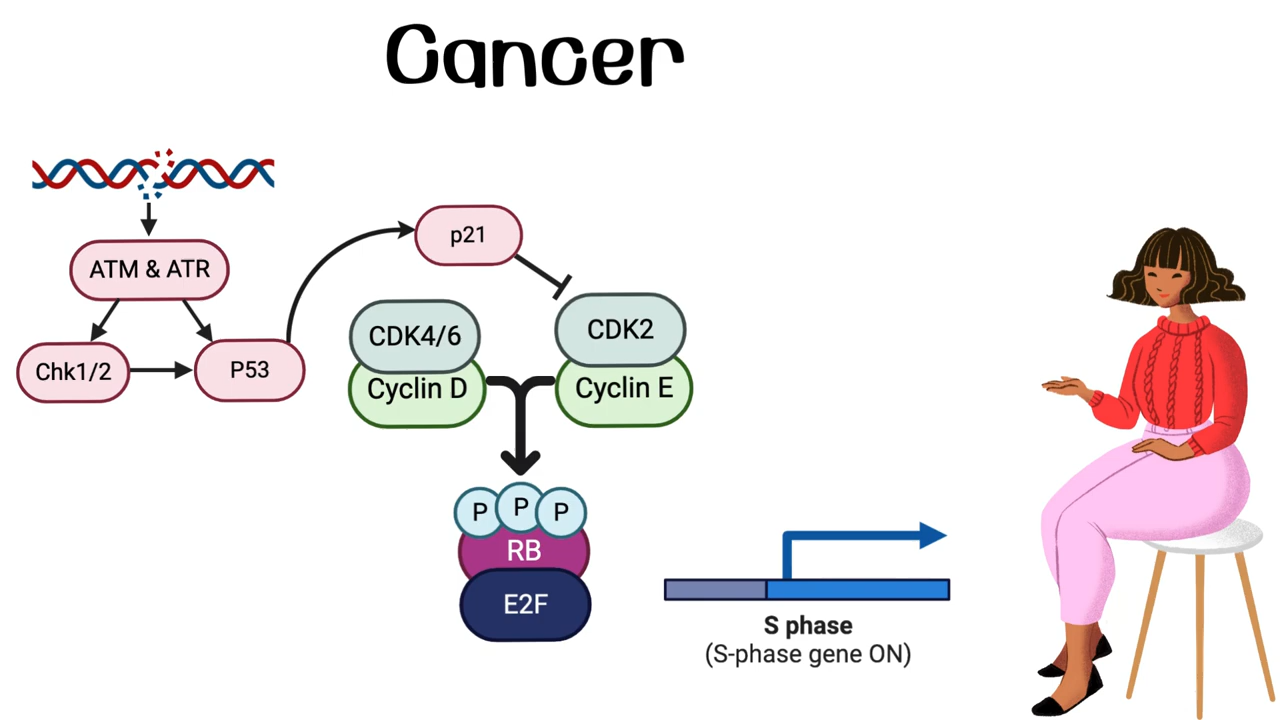 Cancer
ATM & ATR
Chk1/2
P53
p21
CDK4/6
Cyclin D
CDK2
Cyclin E
P P P
RB
E2F
S phase
(S-phase gene ON)